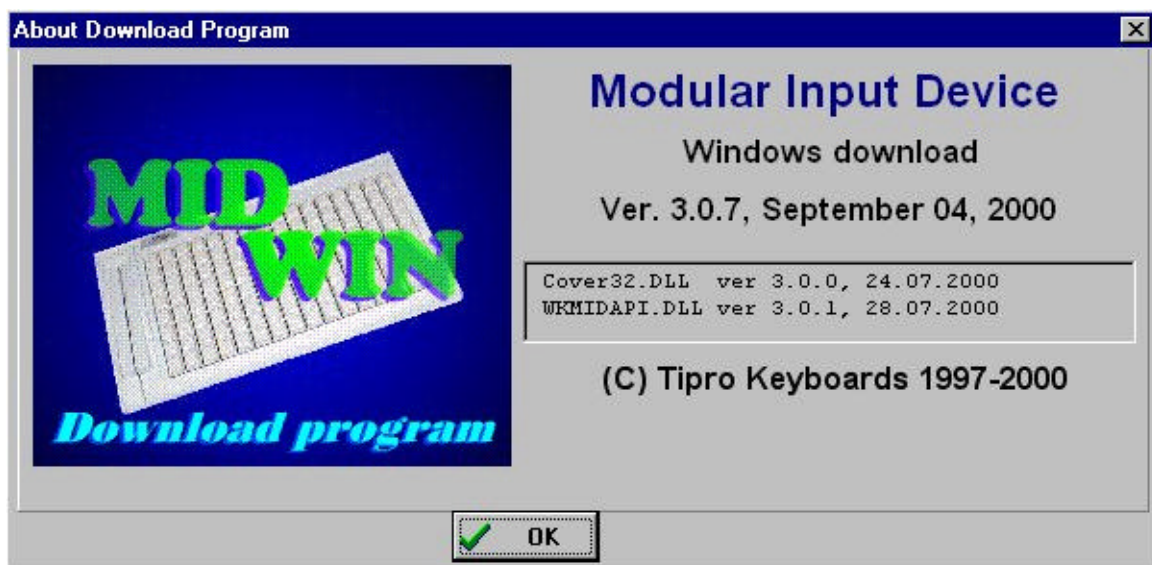 About Download Program
MID
WIN
Download program
Modular Input Device
Windows download
Ver. 3.0.7, September 04, 2000
Cover32.DLL  ver 3.0.0, 24.07.2000
WKMIDAPI.DLL ver 3.0.1, 28.07.2000
(C) Tipro Keyboards 1997-2000
OK